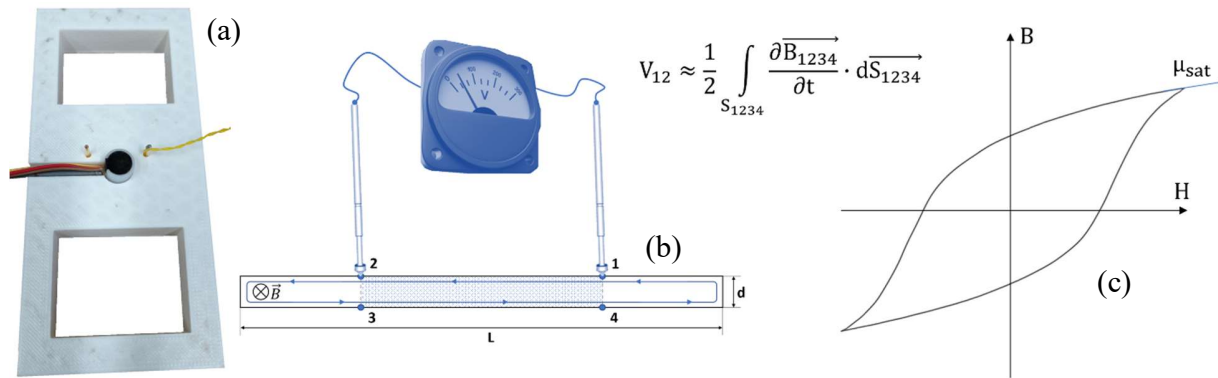 (a)
V₁₂ ≈ 1/2 ∫_{S₁₂₃₄} ∂B₁₂₃₄⃗/∂t · dS₁₂₃₄⃗
V
2
1
(b)
⊗ B⃗
d
3
4
L
B
μsat
H
(c)